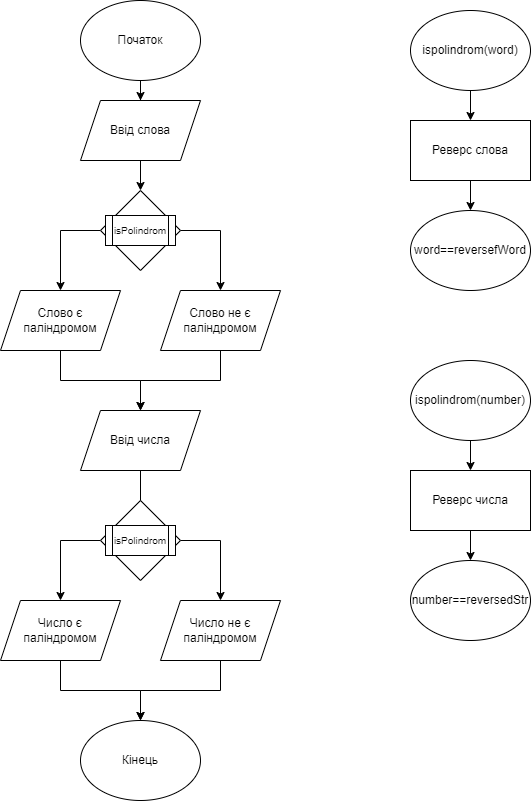 Початок
Ввід слова
isPolindrom
Слово є
паліндромом
Слово не є
паліндромом
Ввід числа
isPolindrom
Число є
паліндромом
Число не є
паліндромом
Кінець
ispolindrom(word)
Реверс слова
word==reversefWord
ispolindrom(number)
Реверс числа
number==reversedStr